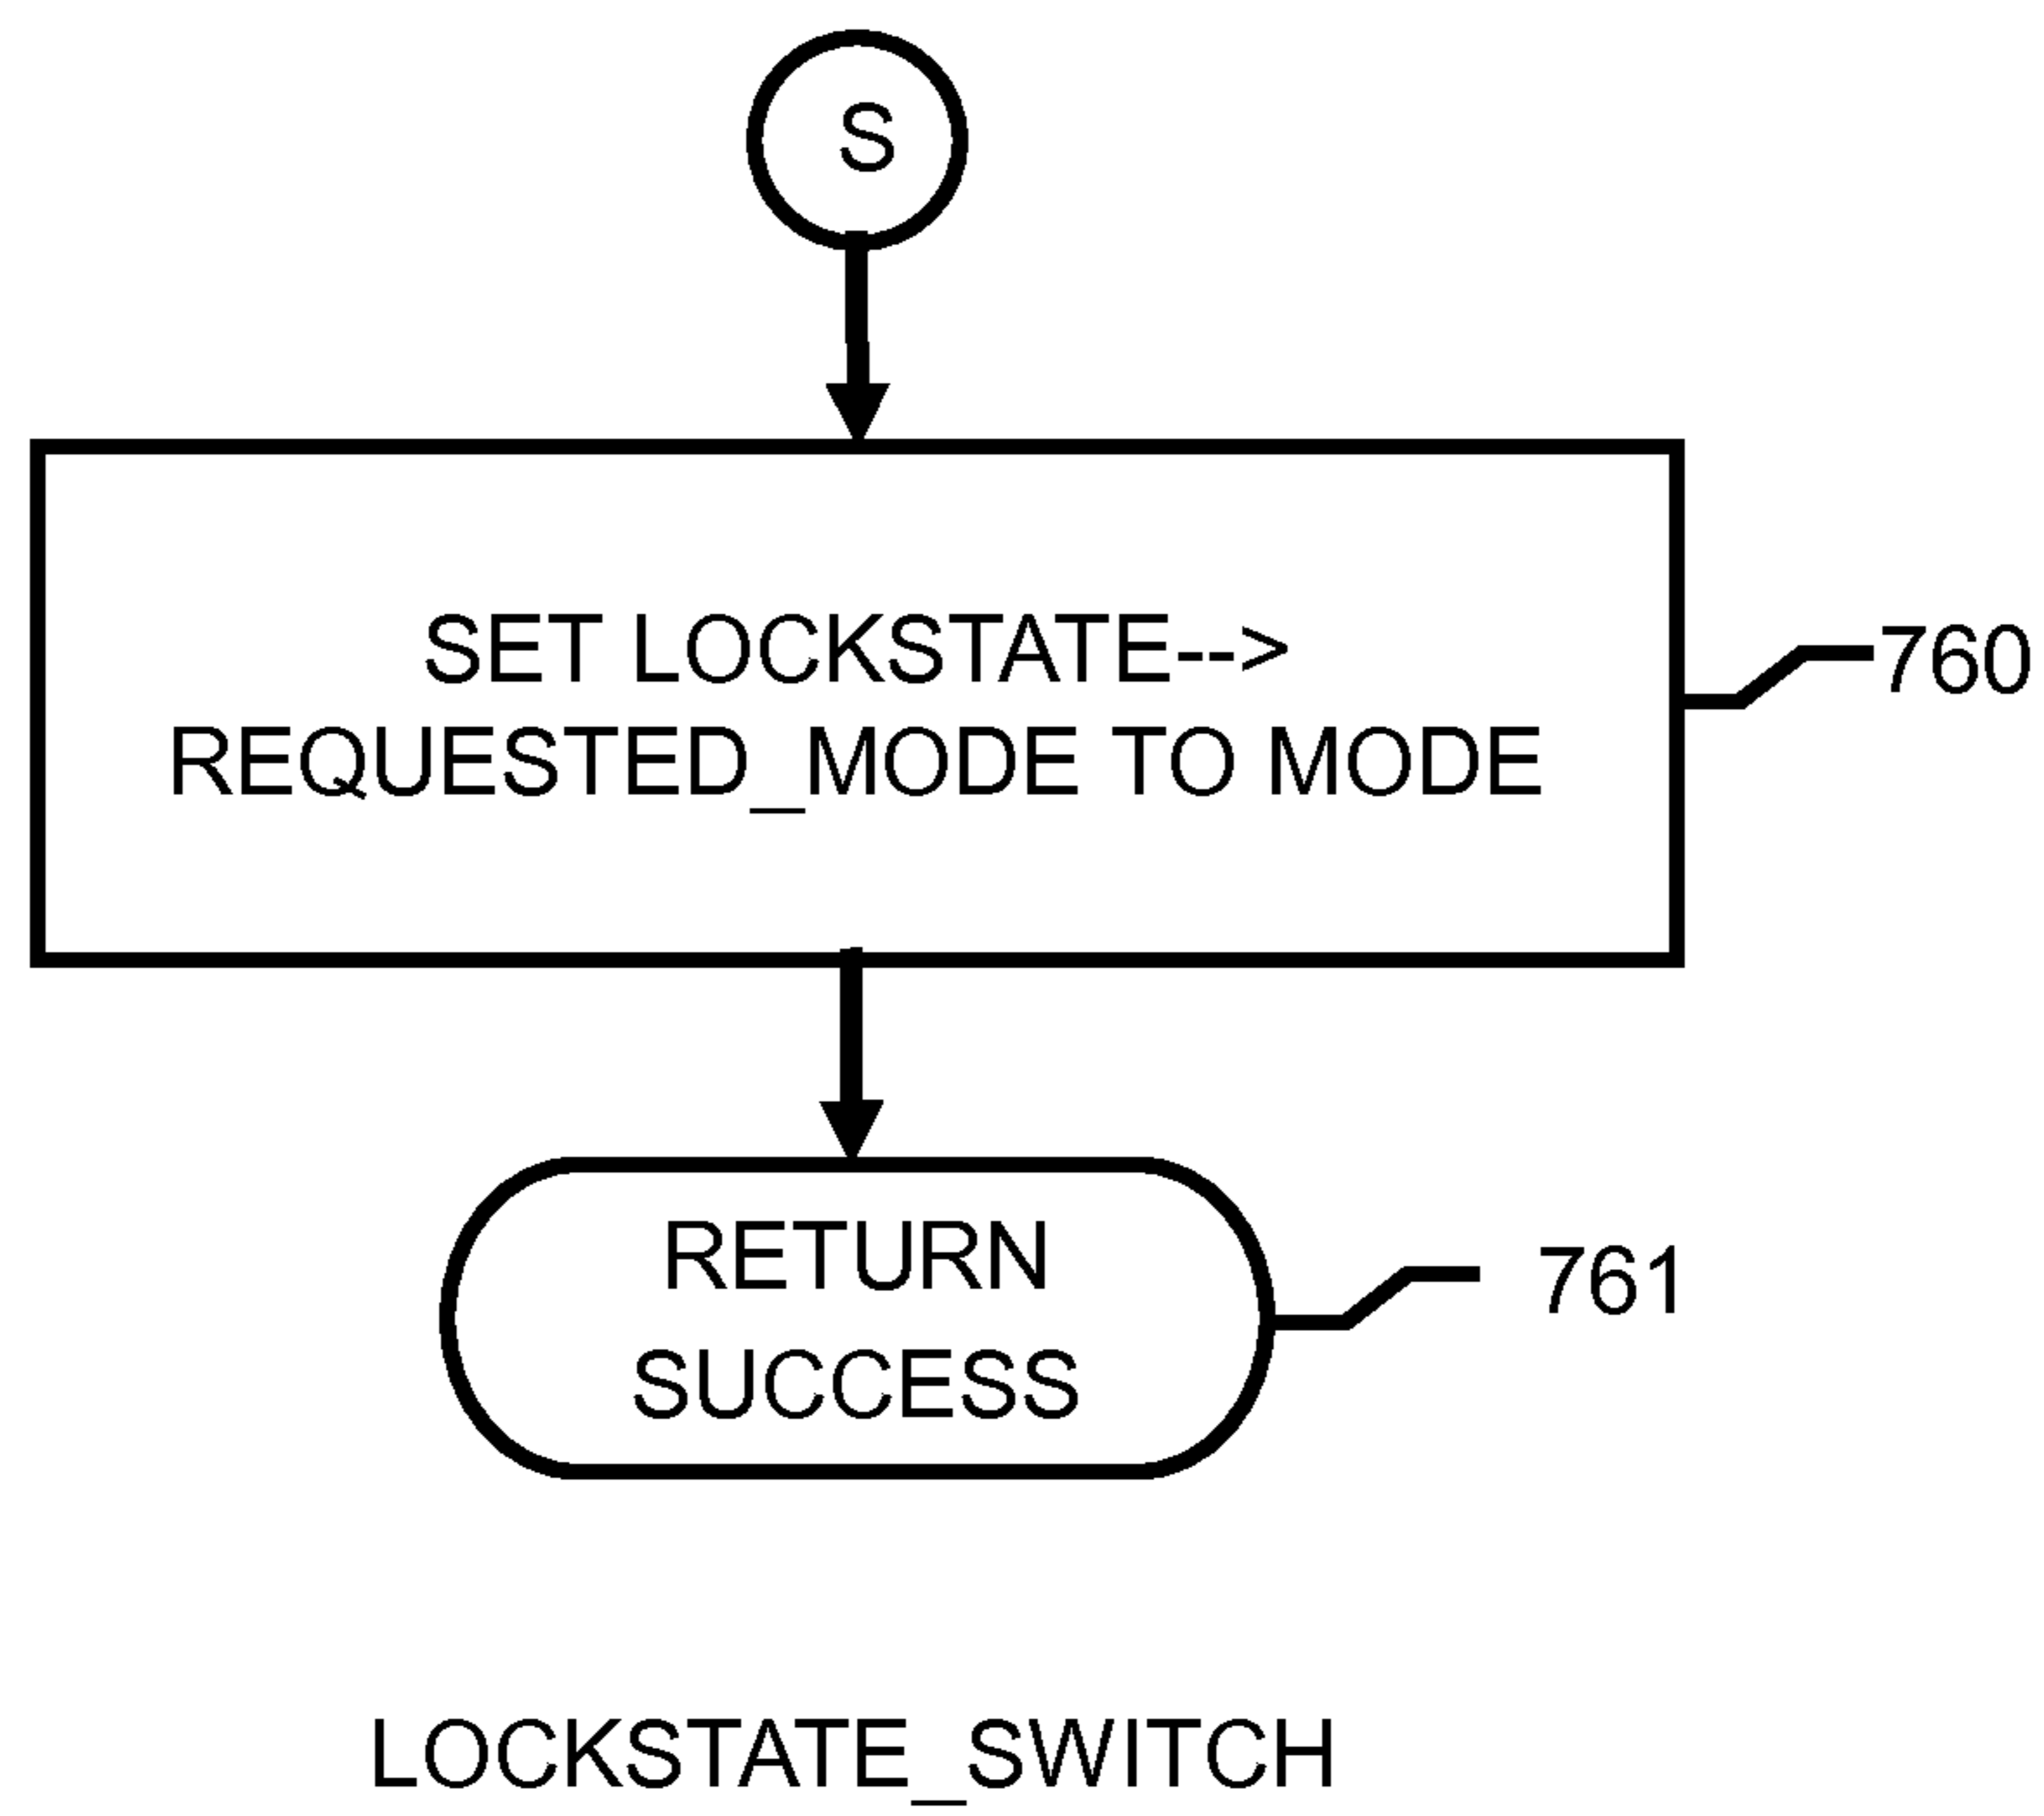 S
SET LOCKSTATE-->
REQUESTED_MODE TO MODE
760
RETURN
SUCCESS
761
LOCKSTATE_SWITCH